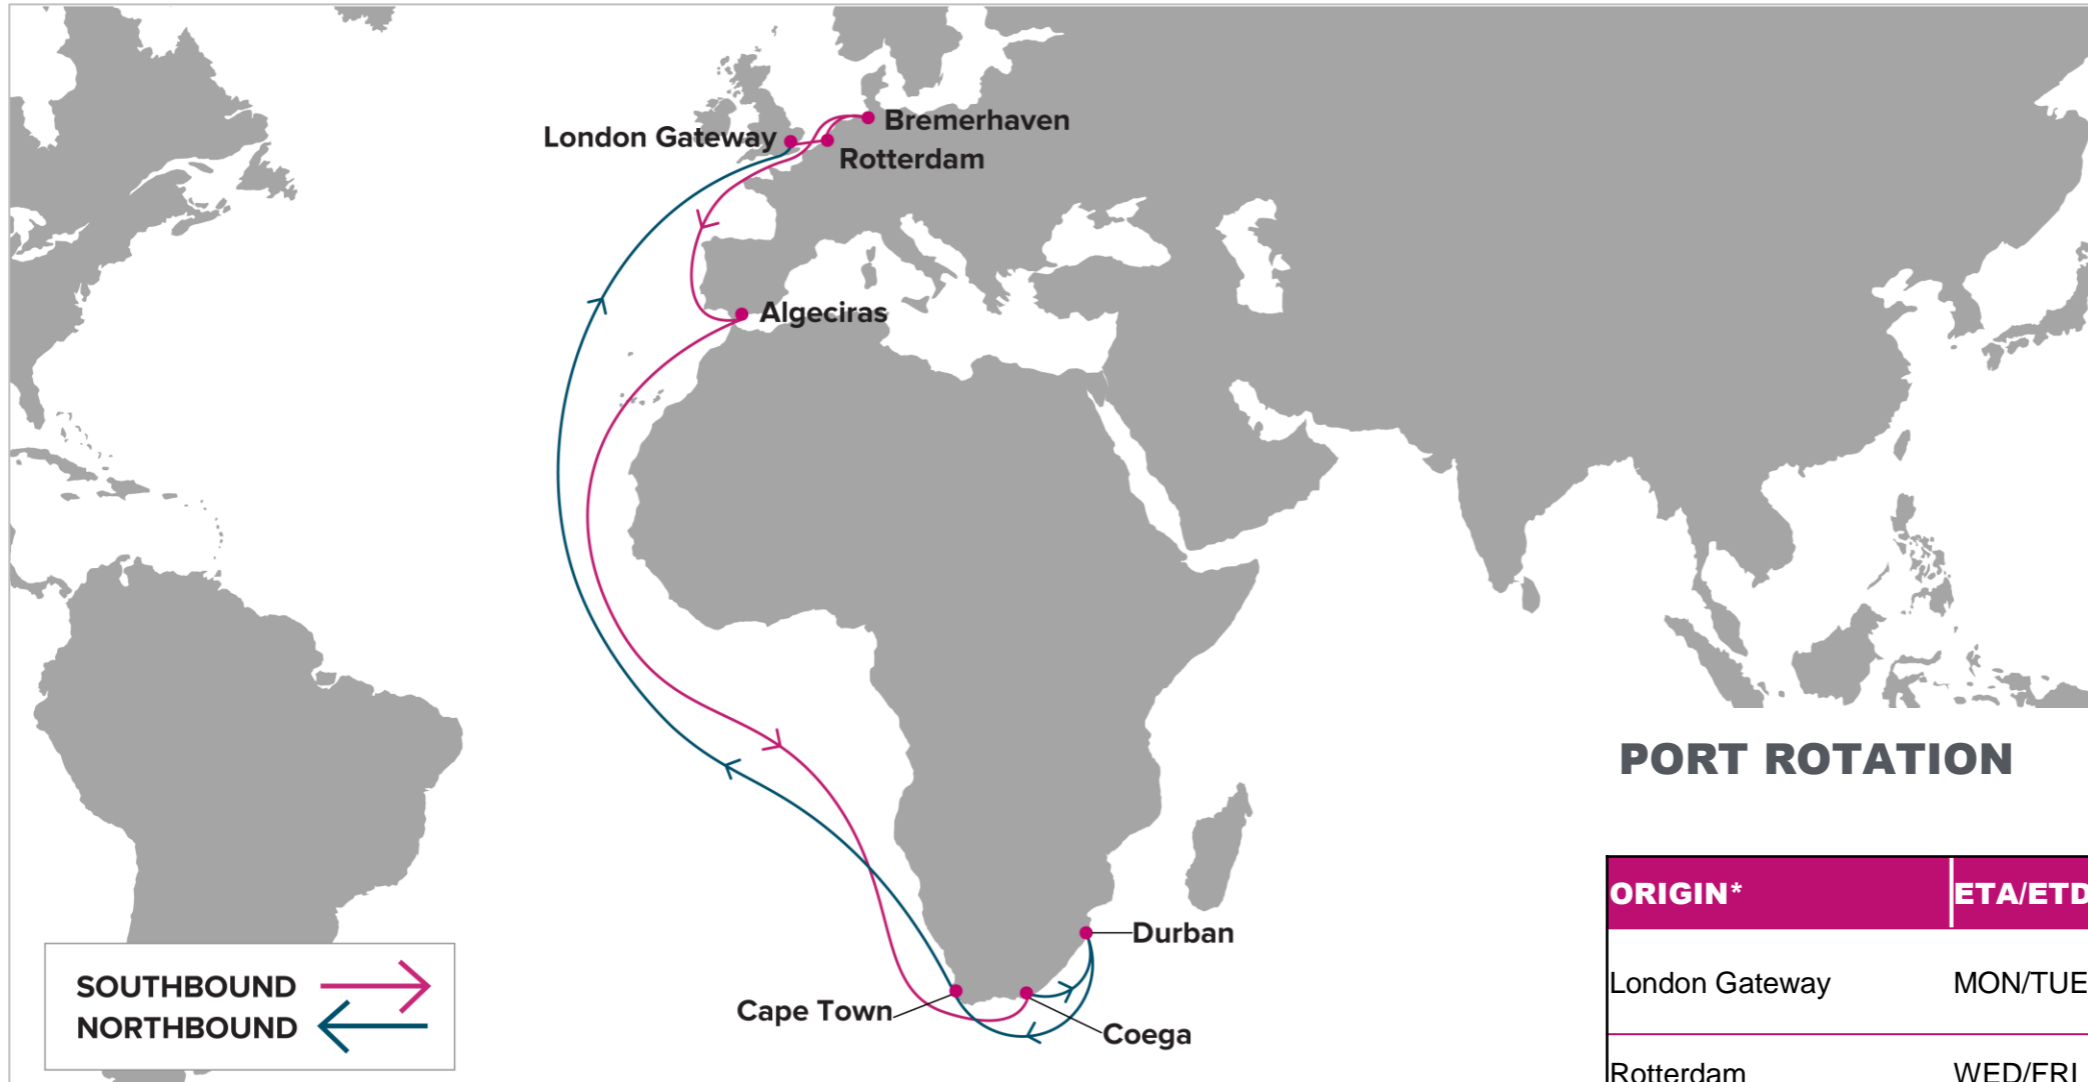 London Gateway
Bremerhaven
Rotterdam
Algeciras
Durban
Cape Town
Coega
SOUTHBOUND
NORTHBOUND
PORT ROTATION
ORIGIN* ETA/ETD
London Gateway MON/TUE
Rotterdam WED/FRI